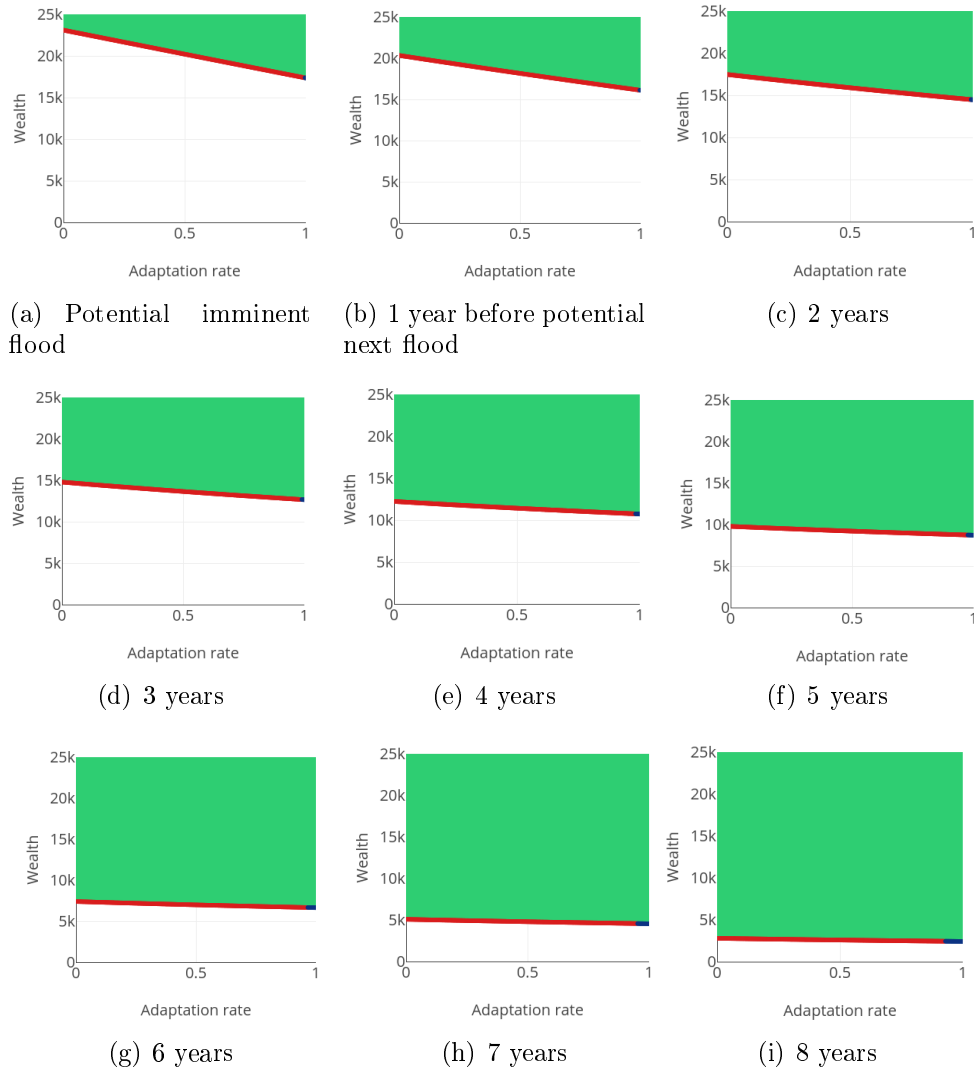 25k
20k
15k
10k
5k
0
Wealth
0 0.5 1
Adaptation rate
(a) Potential imminent
flood
25k
20k
15k
10k
5k
0
Wealth
0 0.5 1
Adaptation rate
(b) 1 year before potential
next flood
25k
20k
15k
10k
5k
0
Wealth
0 0.5 1
Adaptation rate
(c) 2 years
25k
20k
15k
10k
5k
0
Wealth
0 0.5 1
Adaptation rate
(d) 3 years
25k
20k
15k
10k
5k
0
Wealth
0 0.5 1
Adaptation rate
(e) 4 years
25k
20k
15k
10k
5k
0
Wealth
0 0.5 1
Adaptation rate
(f) 5 years
25k
20k
15k
10k
5k
0
Wealth
0 0.5 1
Adaptation rate
(g) 6 years
25k
20k
15k
10k
5k
0
Wealth
0 0.5 1
Adaptation rate
(h) 7 years
25k
20k
15k
10k
5k
0
Wealth
0 0.5 1
Adaptation rate
(i) 8 years